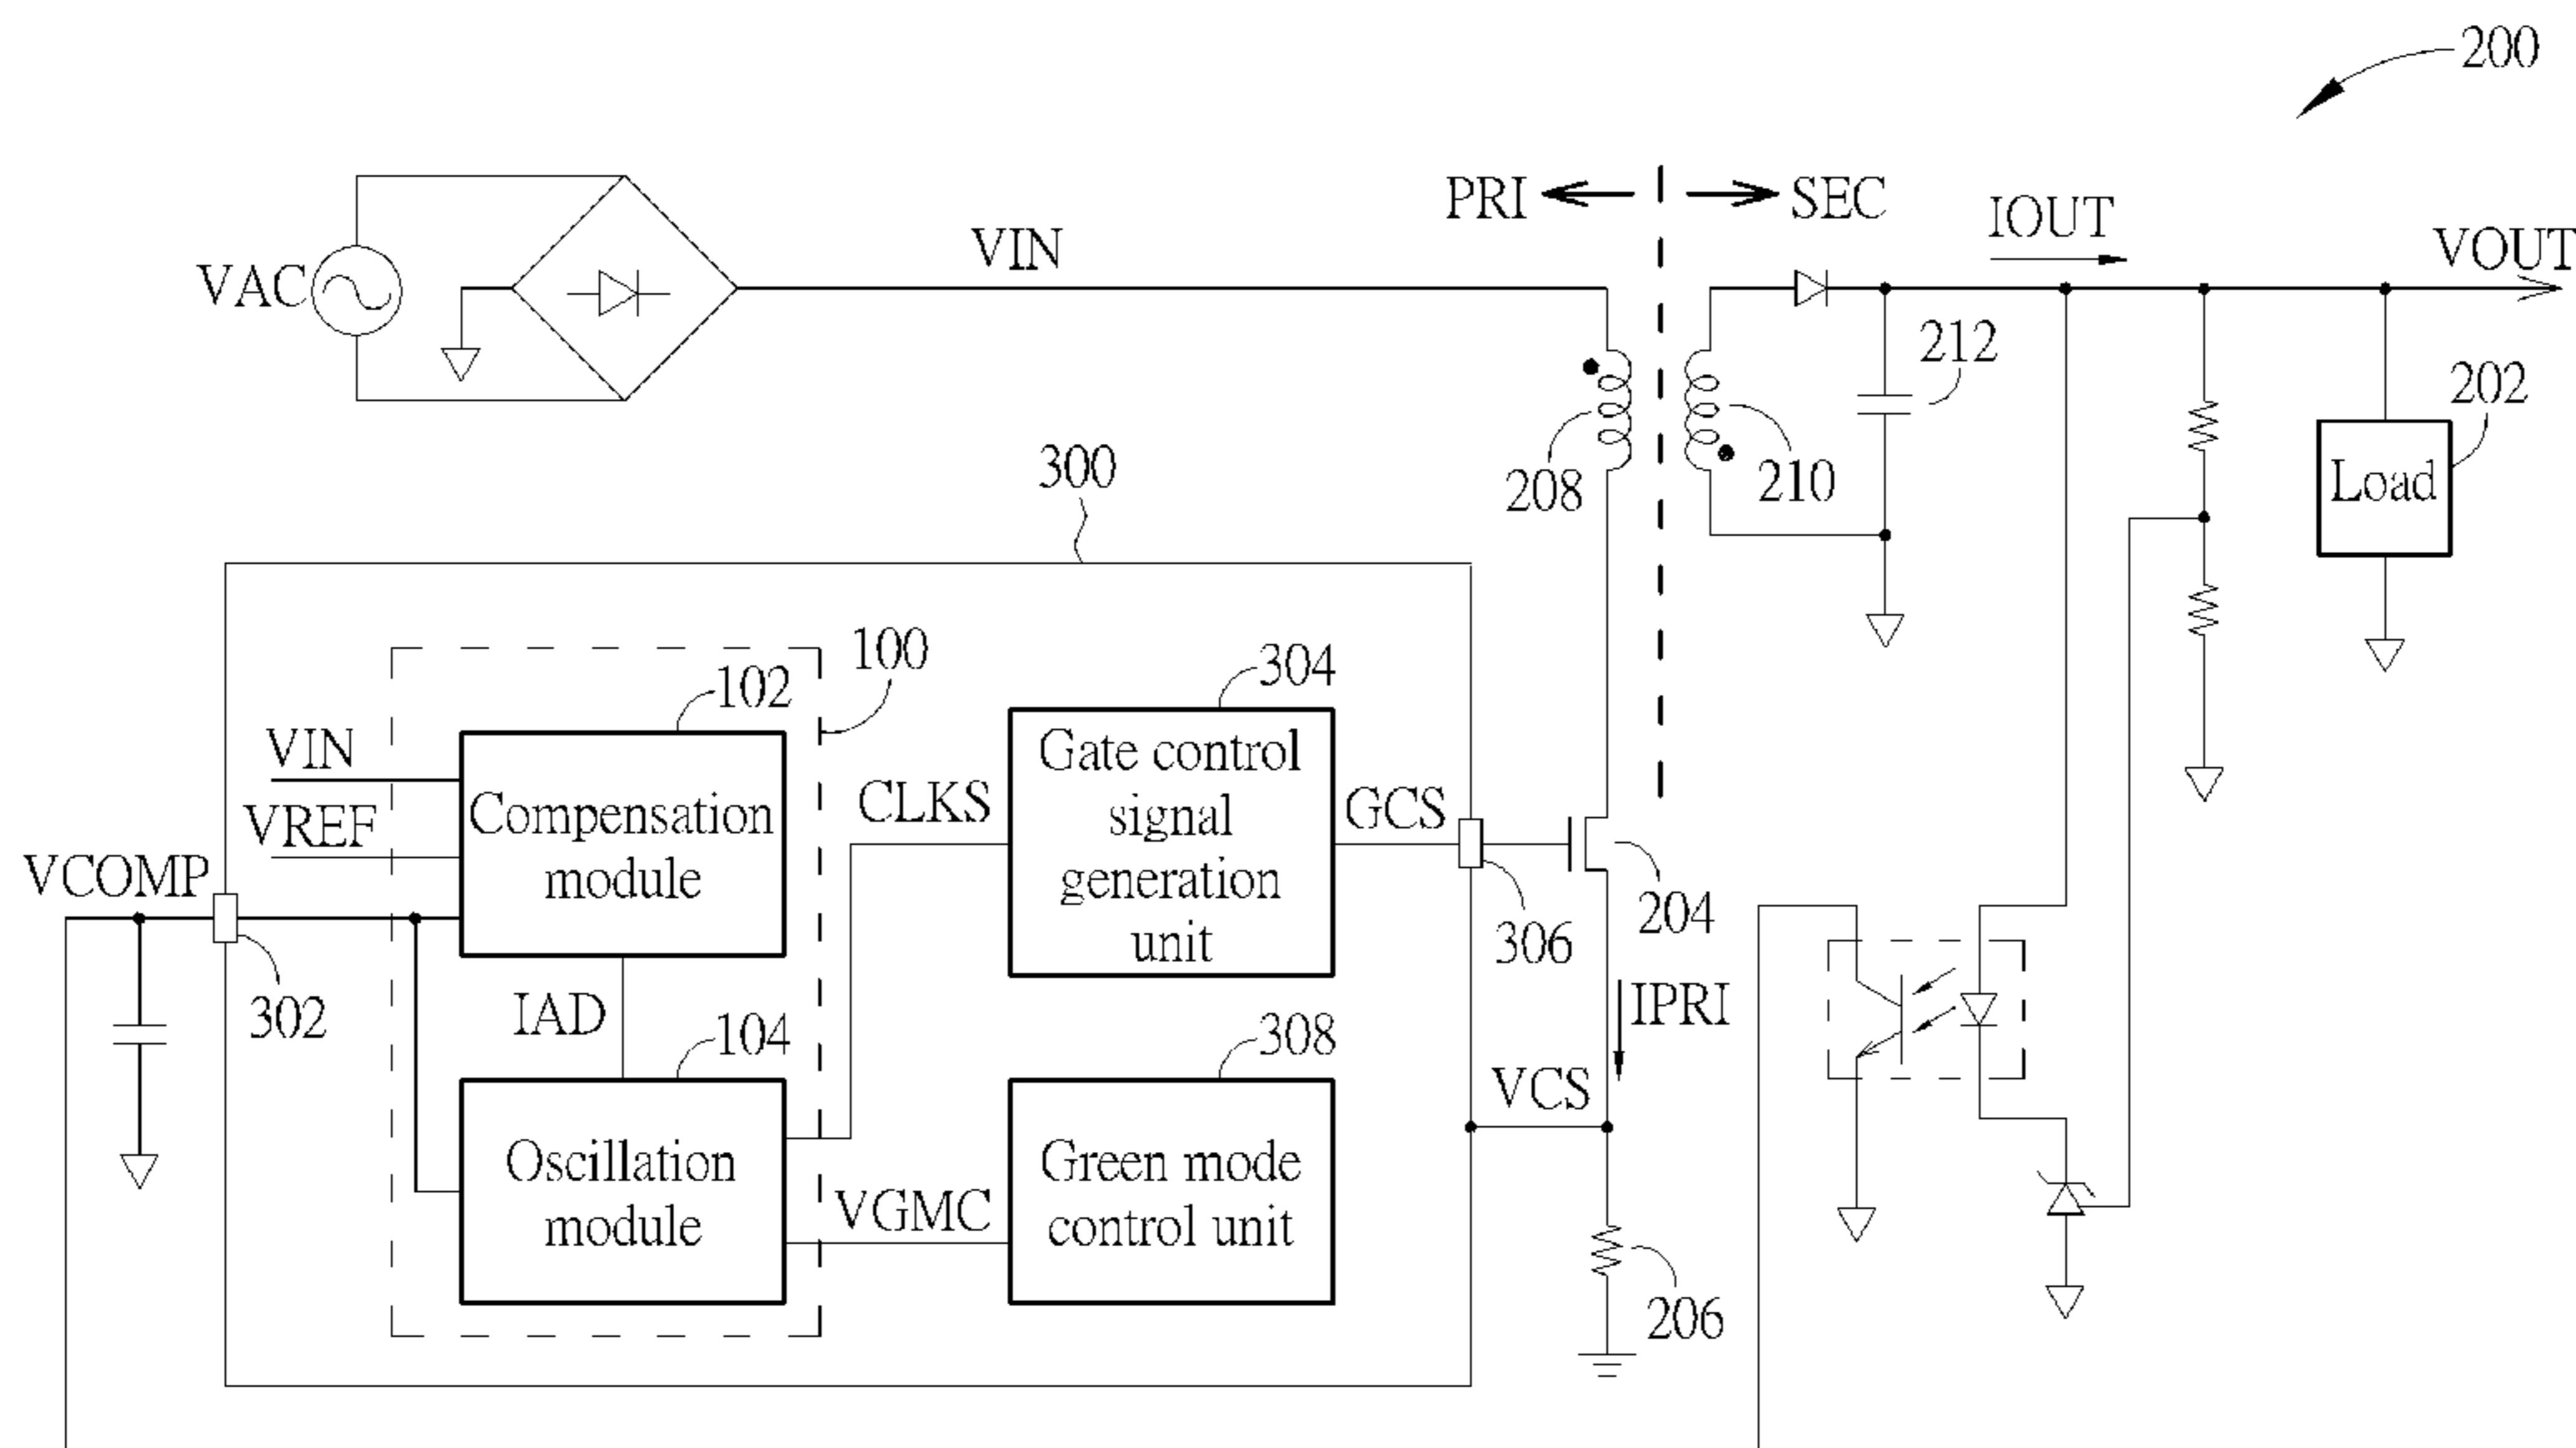 200
PRI
SEC
IOUT
VOUT
VAC
VIN
212
202
Load
208
210
300
100
102
304
VIN
VREF
VCOMP
Compensation
module
CLKS
Gate control
signal
generation
unit
GCS
204
306
302
IAD
104
308
IPRI
VCS
Oscillation
module
VGMC
Green mode
control unit
206